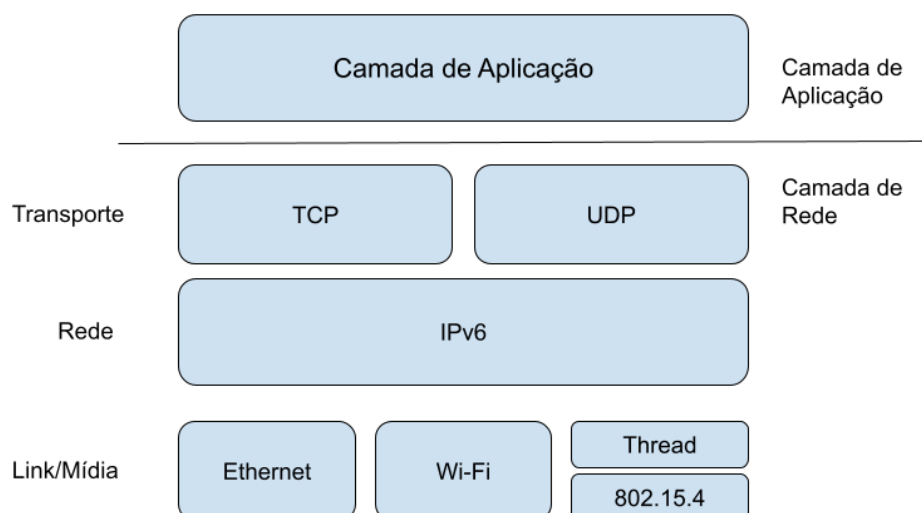 Camada de Aplicação
Camada de
Aplicação
Transporte
TCP
UDP
Camada de
Rede
Rede
IPv6
Link/Mídia
Ethernet
Wi-Fi
Thread
802.15.4